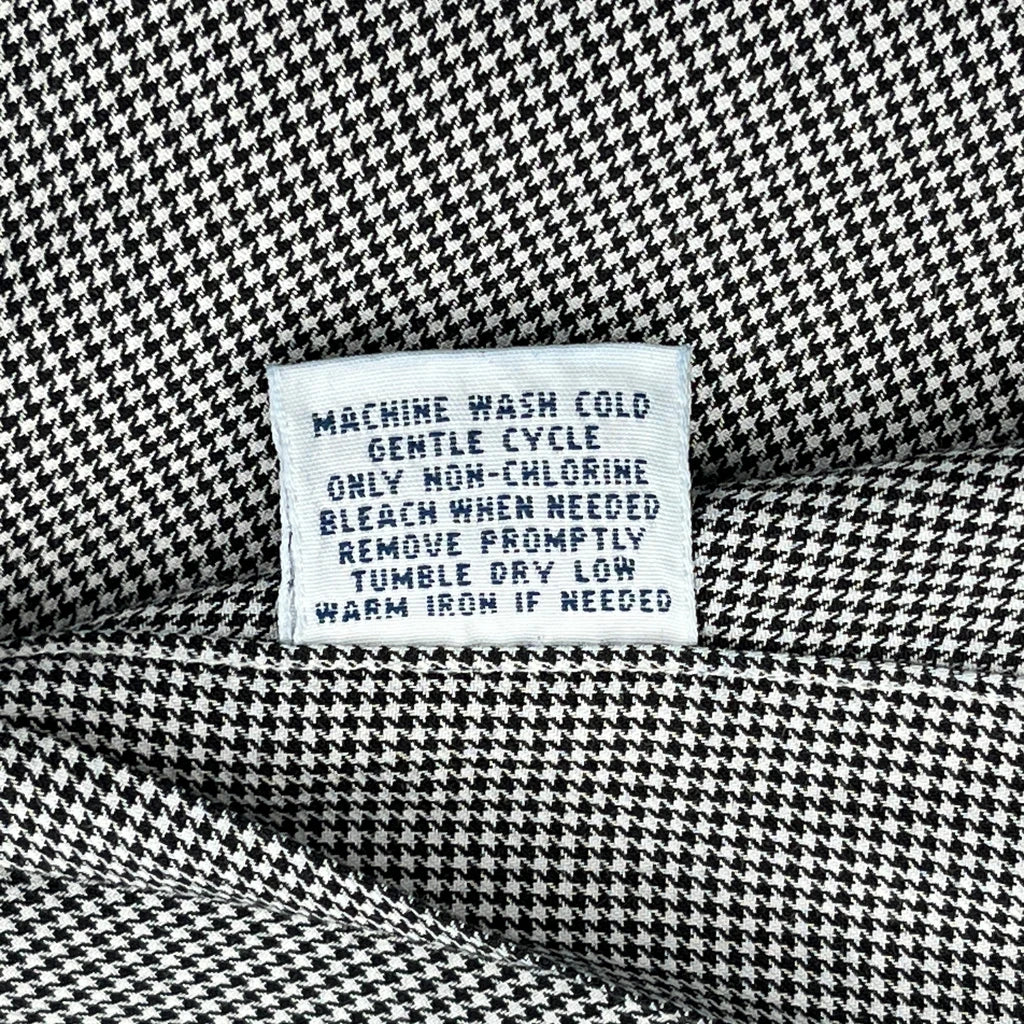 MACHINE WASH COLD
GENTLE CYCLE
ONLY NON-CHLORINE
BLEACH WHEN NEEDED
REMOVE PROMPTLY
TUMBLE DRY LOW
WARM IRON IF NEEDED